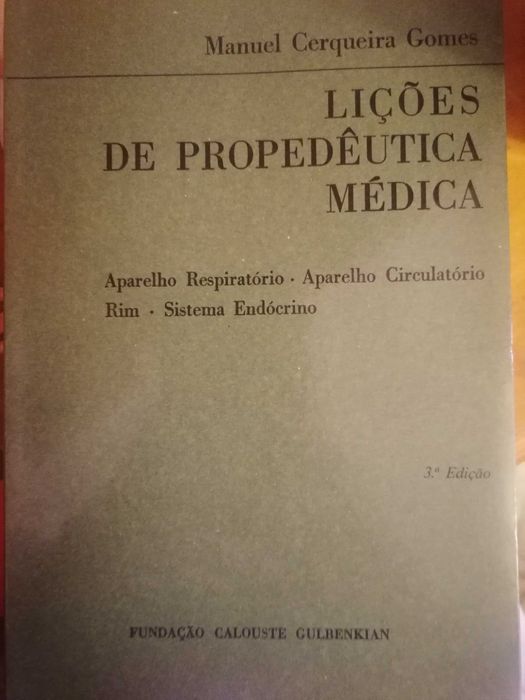 Manuel Cerqueira Gomes
LIÇÕES
DE PROPEDÊUTICA
MÉDICA
Aparelho Respiratório · Aparelho Circulatório
Rim · Sistema Endócrino
3.ª Edição
FUNDAÇÃO CALOUSTE GULBENKIAN